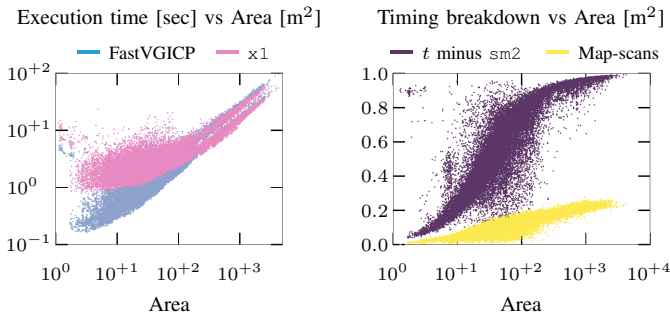 Execution time [sec] vs Area [m²]
FastVGICP x1
10⁺²
10⁺¹
10⁰
10⁻¹
10⁰ 10⁺¹ 10⁺² 10⁺³
Area
Timing breakdown vs Area [m²]
t minus sm2 Map-scans
1.0
0.8
0.6
0.4
0.2
0.0
10⁰ 10⁺¹ 10⁺² 10⁺³ 10⁺⁴
Area